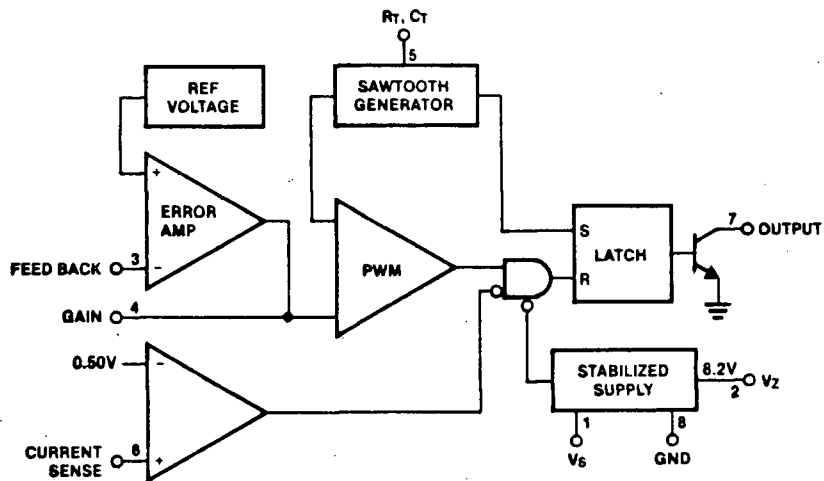 RT, CT
5
REF
VOLTAGE
SAWTOOTH
GENERATOR
+
ERROR
AMP
FEED BACK
3
–
GAIN
4
PWM
S
LATCH
R
7
OUTPUT
0.50V
–
CURRENT
SENSE
6
+
STABILIZED
SUPPLY
8.2V
2
VZ
1
8
VS
GND